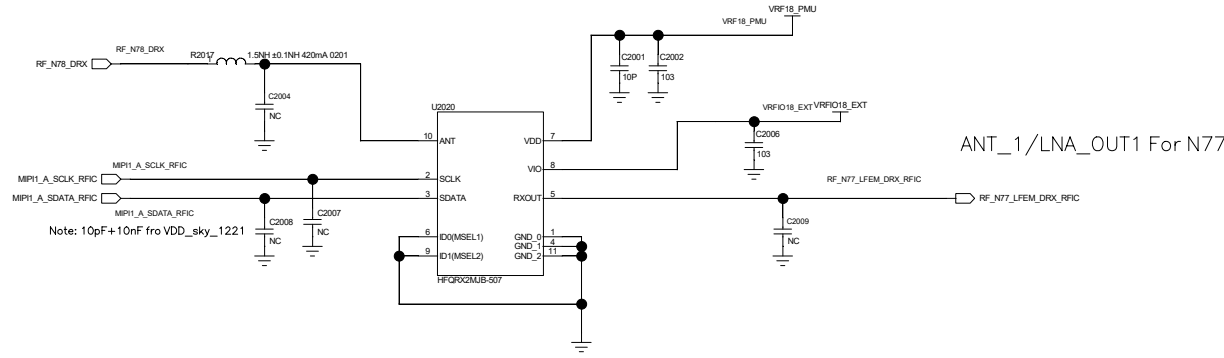 VRF18_PMU
VRF18_PMU
RF_N78_DRX
RF_N78_DRX
R2017
1.5NH ±0.1NH 420mA 0201
C2001
10P
C2002
103
C2004
NC
U2020
10 ANT
VDD 7
VRFIO18_EXT
VRFIO18_EXT
C2006
103
ANT_1/LNA_OUT1 For N77
VIO 8
MIPI1_A_SCLK_RFIC
MIPI1_A_SCLK_RFIC
2 SCLK
MIPI1_A_SDATA_RFIC
3 SDATA
RXOUT 5
RF_N77_LFEM_DRX_RFIC
RF_N77_LFEM_DRX_RFIC
MIPI1_A_SDATA_RFIC
Note: 10pF+10nF fro VDD_sky_1221
C2008
NC
C2007
NC
C2009
NC
6 ID0(MSEL1)
GND_0 1
GND_1 4
9 ID1(MSEL2)
GND_2 11
HFQRX2MJB-507